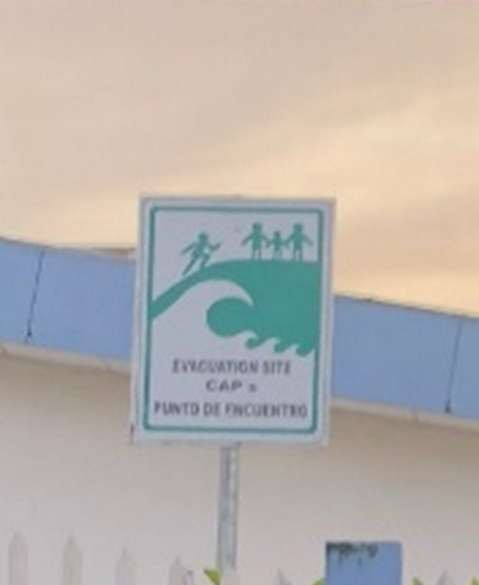 EVACUATION SITE
CAP
PUNTO DE ENCUENTRO